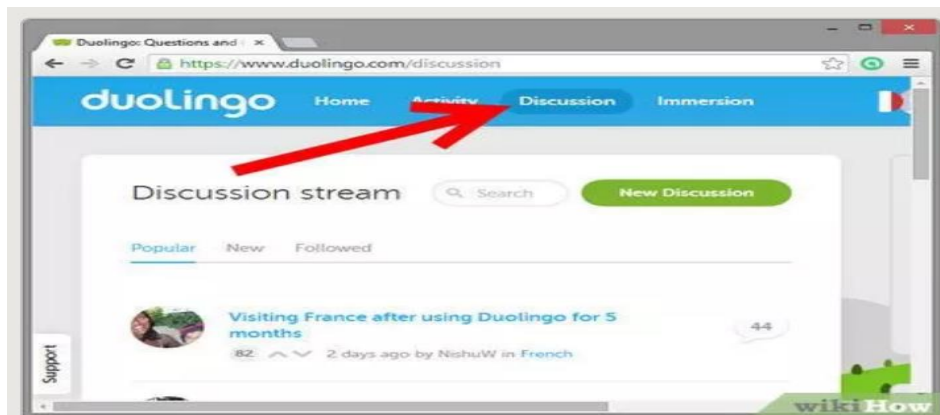 Duolingo: Questions and
https://www.duolingo.com/discussion
duolingo Home Activity Discussion Immersion
Discussion stream Search New Discussion
Popular New Followed
Visiting France after using Duolingo for 5
months
44
82 2 days ago by NishuW in French
Support
wikiHow